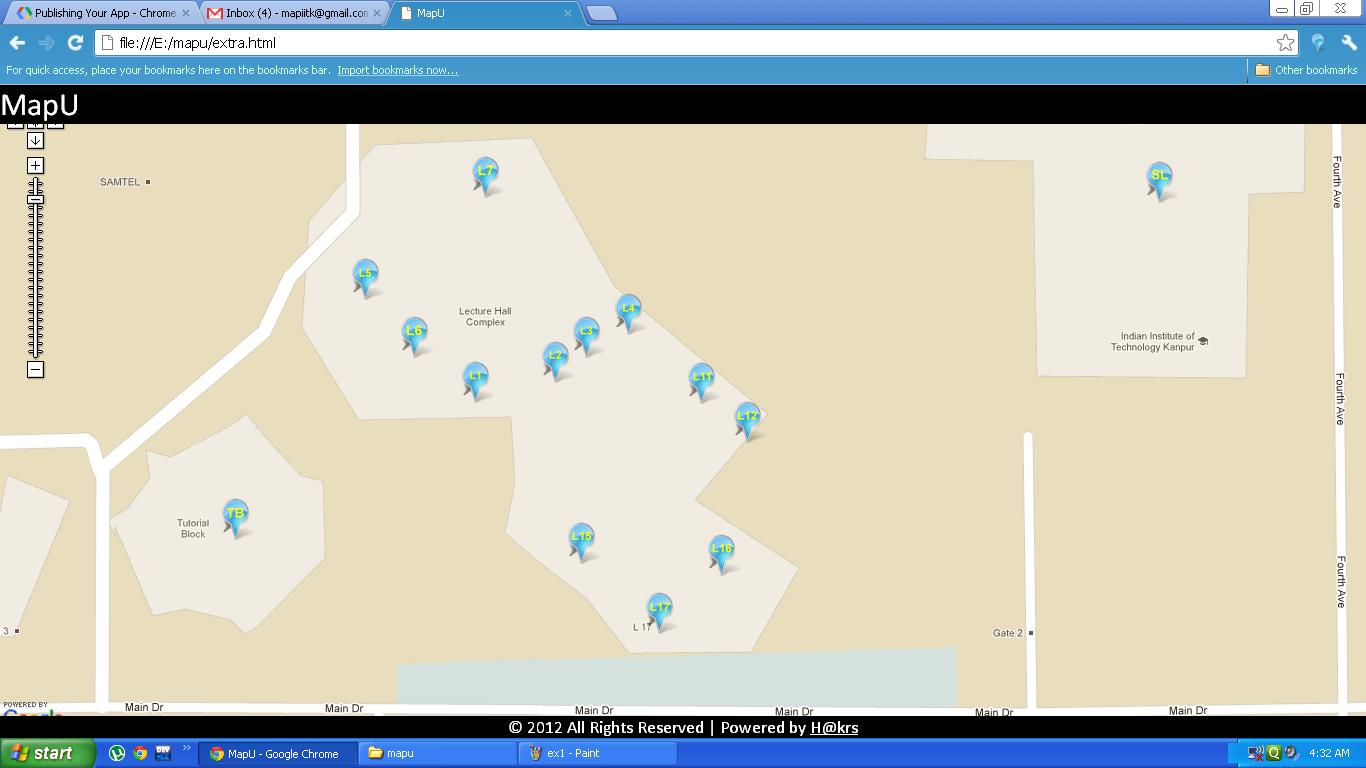 Publishing Your App - Chrome
Inbox (4) - mapiitk@gmail.con
MapU
file:///E:/mapu/extra.html
For quick access, place your bookmarks here on the bookmarks bar. Import bookmarks now...
Other bookmarks
MapU
SAMTEL
L7
SL
Fourth Ave
L5
L4
Lecture Hall
Complex
L6
L3
Indian Institute of
Technology Kanpur
L2
L1
L11
Fourth Ave
L12
TB
Tutorial
Block
L15
L16
Fourth Ave
L17
L 17
3
Gate 2
POWERED BY
Google
Main Dr
Main Dr
Main Dr
Main Dr
Main Dr
Main Dr
© 2012 All Rights Reserved | Powered by H@krs
start
MapU - Google Chrome
mapu
ex1 - Paint
4:32 AM